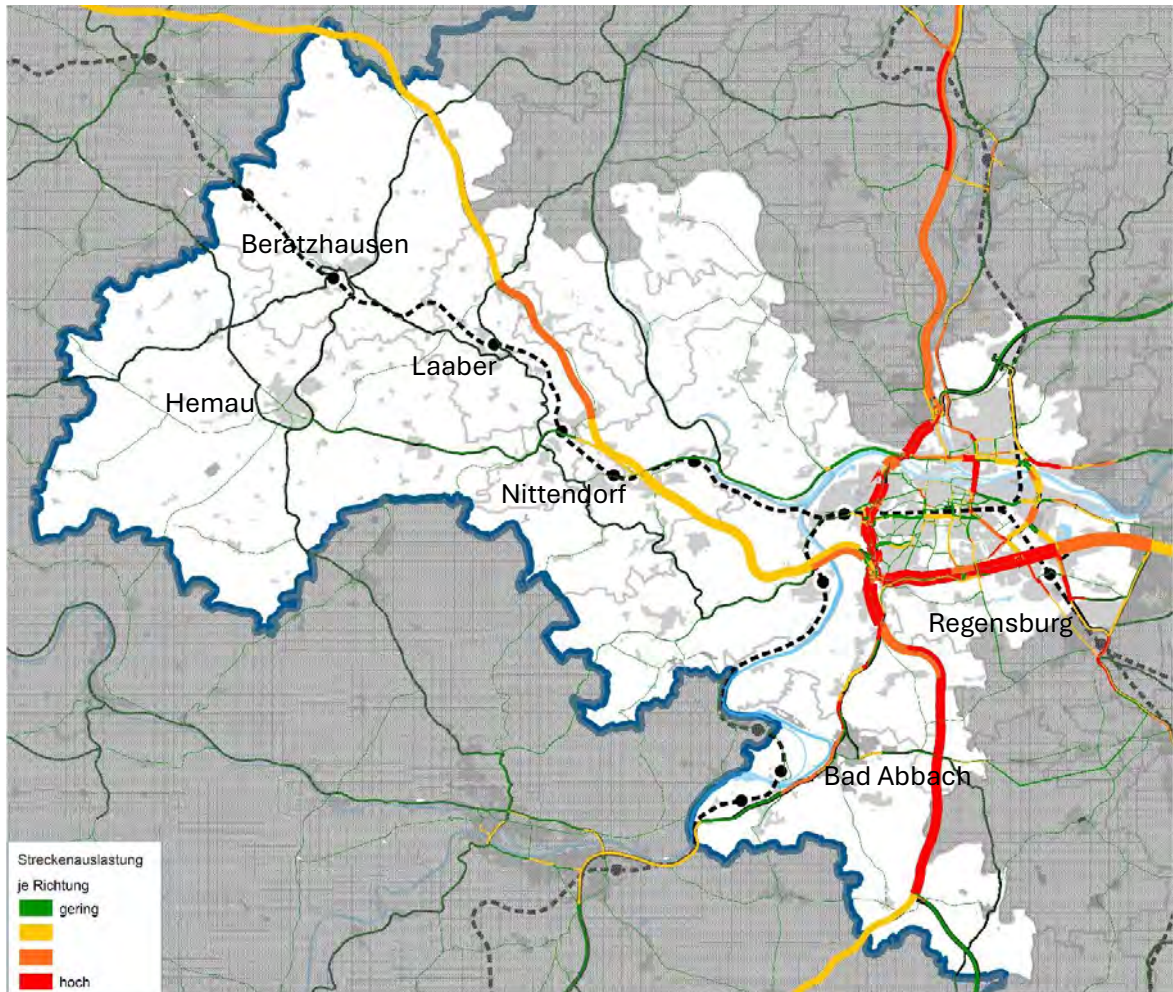 Beratzhausen
Laaber
Hemau
Nittendorf
Regensburg
Bad Abbach
Streckenauslastung
je Richtung
gering
hoch